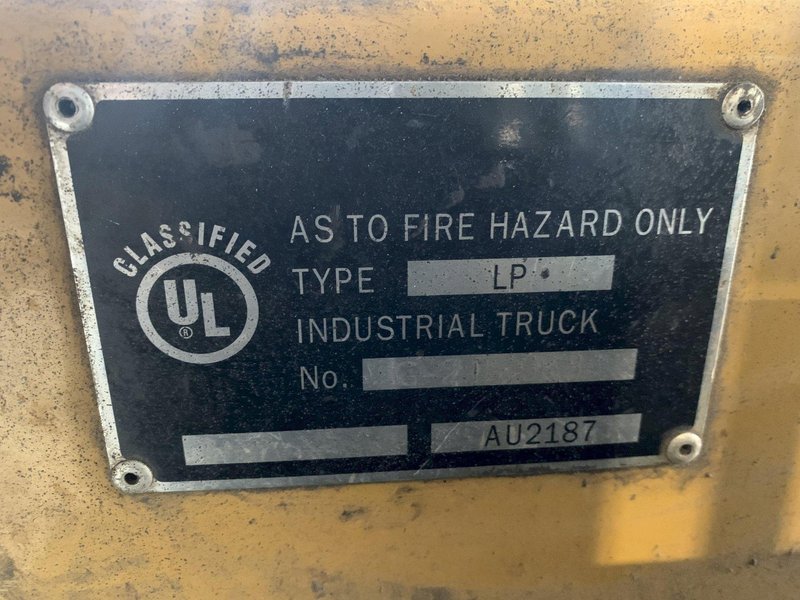 CLASSIFIED
UL
®
AS TO FIRE HAZARD ONLY
TYPE LP
INDUSTRIAL TRUCK
No.
AU2187